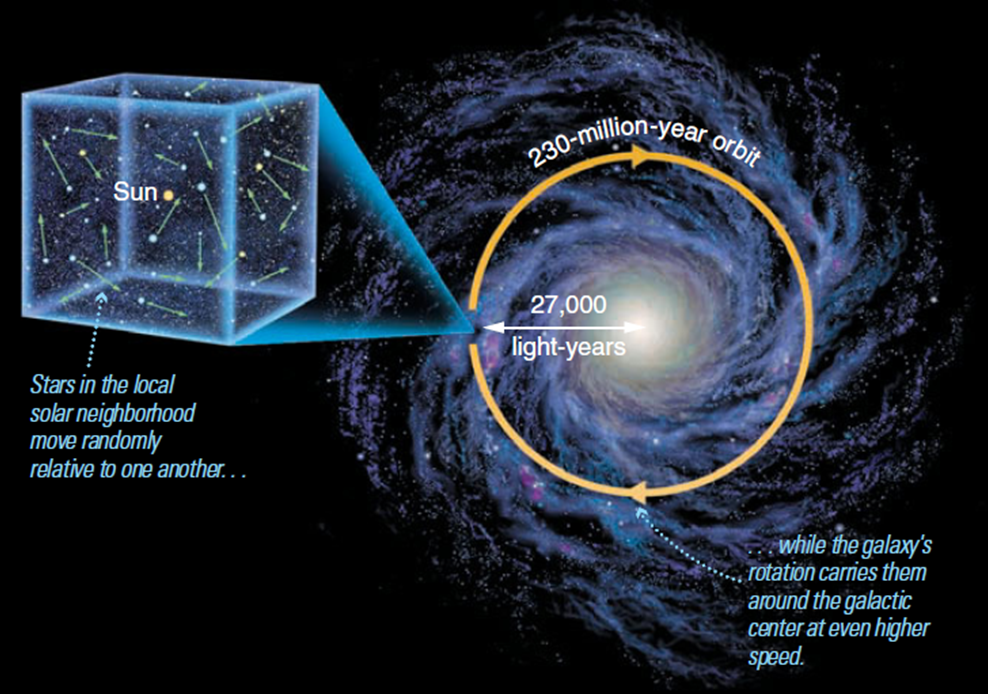 230-million-year orbit
Sun
27,000
light-years
Stars in the local
solar neighborhood
move randomly
relative to one another. . .
. . . while the galaxy's
rotation carries them
around the galactic
center at even higher
speed.